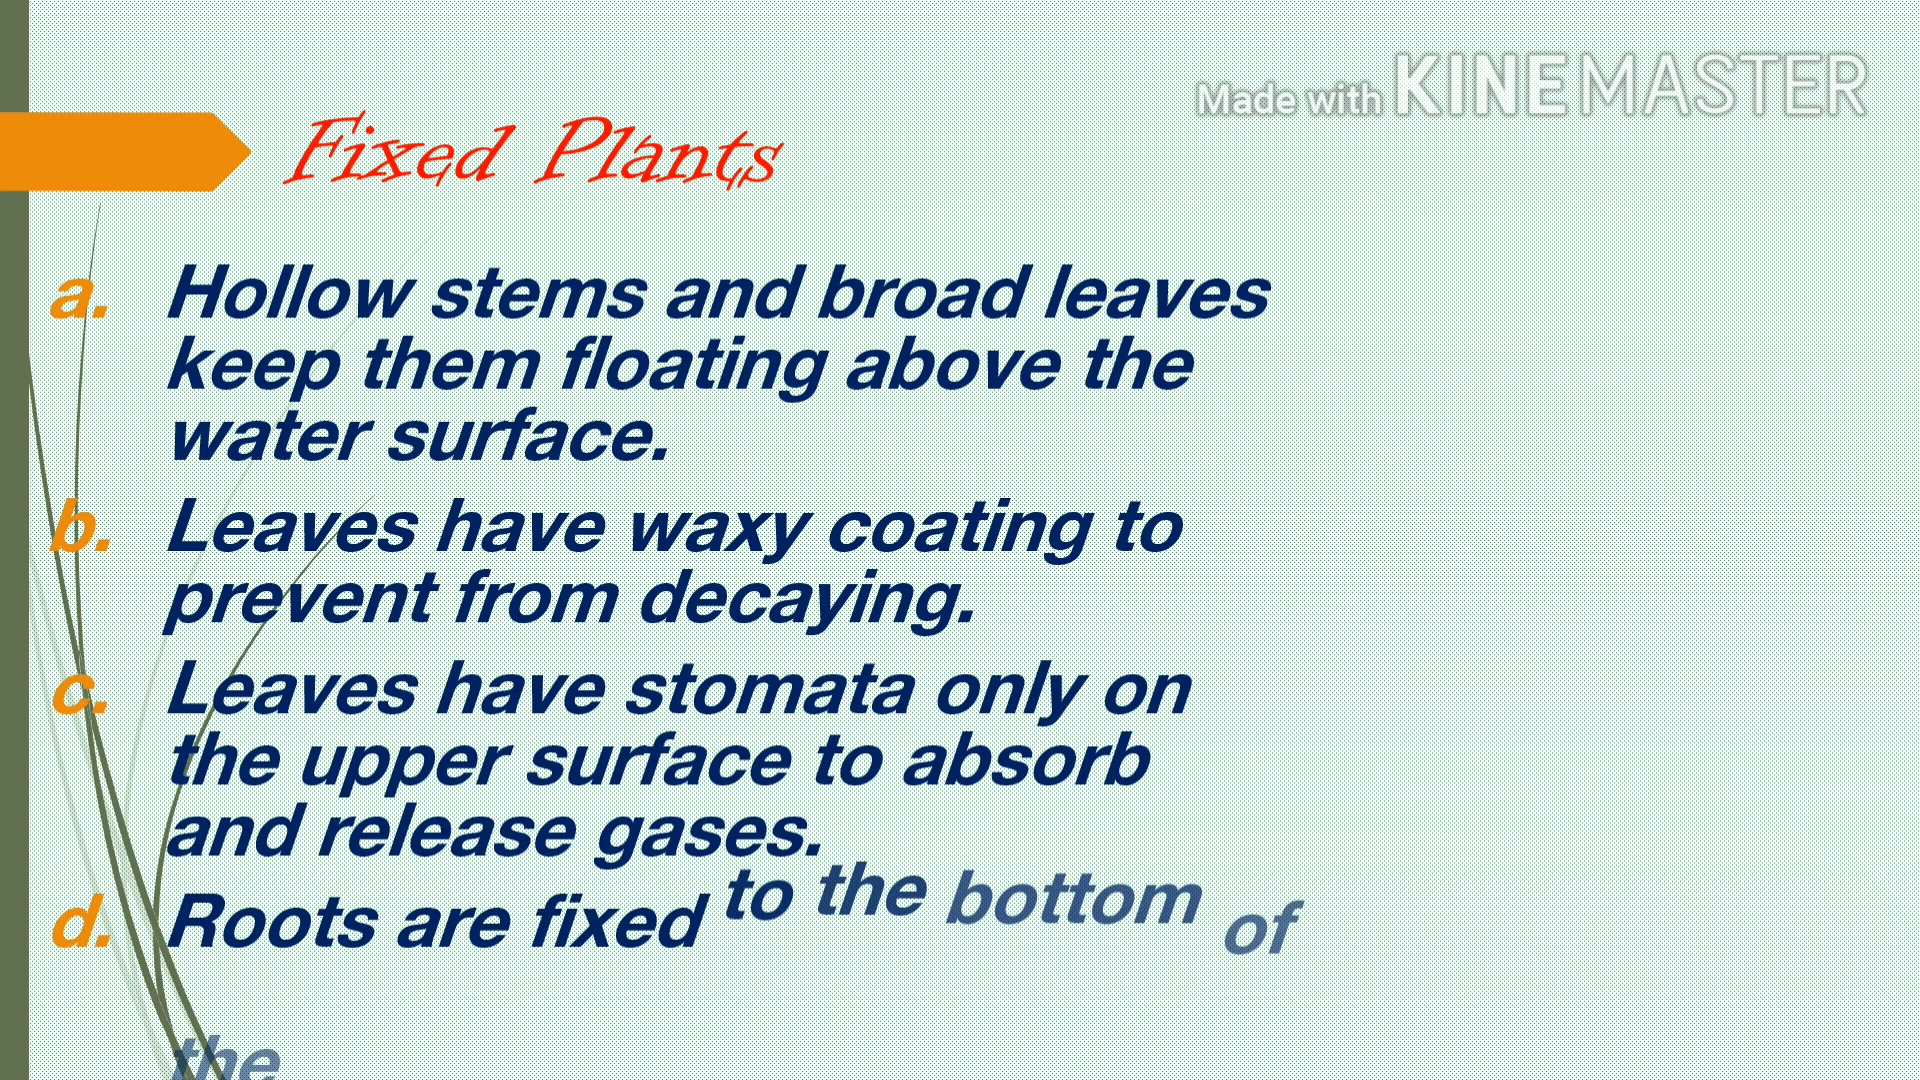 Made with KINEMASTER
Fixed Plants
a. Hollow stems and broad leaves
keep them floating above the
water surface.
b. Leaves have waxy coating to
prevent from decaying.
c. Leaves have stomata only on
the upper surface to absorb
and release gases.
d. Roots are fixed to the bottom of
the